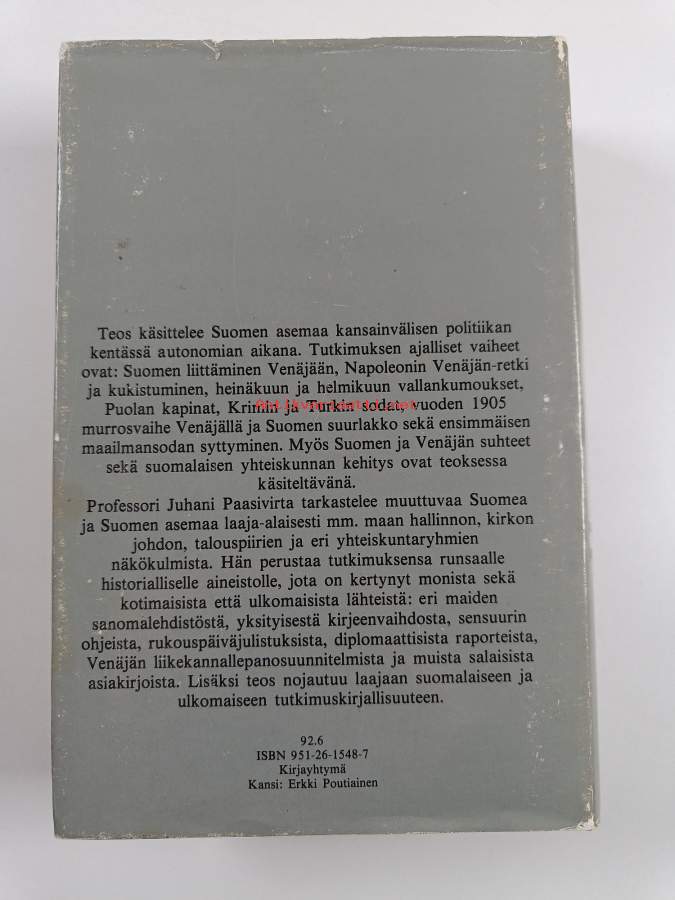 Teos käsittelee Suomen asemaa kansainvälisen politiikan
kentässä autonomian aikana. Tutkimuksen ajalliset vaiheet
ovat: Suomen liittäminen Venäjään, Napoleonin Venäjän-retki
ja kukistuminen, heinäkuun ja helmikuun vallankumoukset,
Puolan kapinat, Krimin ja Turkin sodat, vuoden 1905
murrosvaihe Venäjällä ja Suomen suurlakko sekä ensimmäisen
maailmansodan syttyminen. Myös Suomen ja Venäjän suhteet
sekä suomalaisen yhteiskunnan kehitys ovat teoksessa
käsiteltävänä.
Professori Juhani Paasivirta tarkastelee muuttuvaa Suomea
ja Suomen asemaa laaja-alaisesti mm. maan hallinnon, kirkon
johdon, talouspiirien ja eri yhteiskuntaryhmien
näkökulmista. Hän perustaa tutkimuksensa runsaalle
historialliselle aineistolle, jota on kertynyt monista sekä
kotimaisista että ulkomaisista lähteistä: eri maiden
sanomalehdistöstä, yksityisestä kirjeenvaihdosta, sensuurin
ohjeista, rukouspäiväjulistuksista, diplomaattisista raporteista,
Venäjän liikekannallepanosuunnitelmista ja muista salaisista
asiakirjoista. Lisäksi teos nojautuu laajaan suomalaiseen ja
ulkomaiseen tutkimuskirjallisuuteen.
92.6
ISBN 951-26-1548-7
Kirjayhtymä
Kansi: Erkki Poutiainen